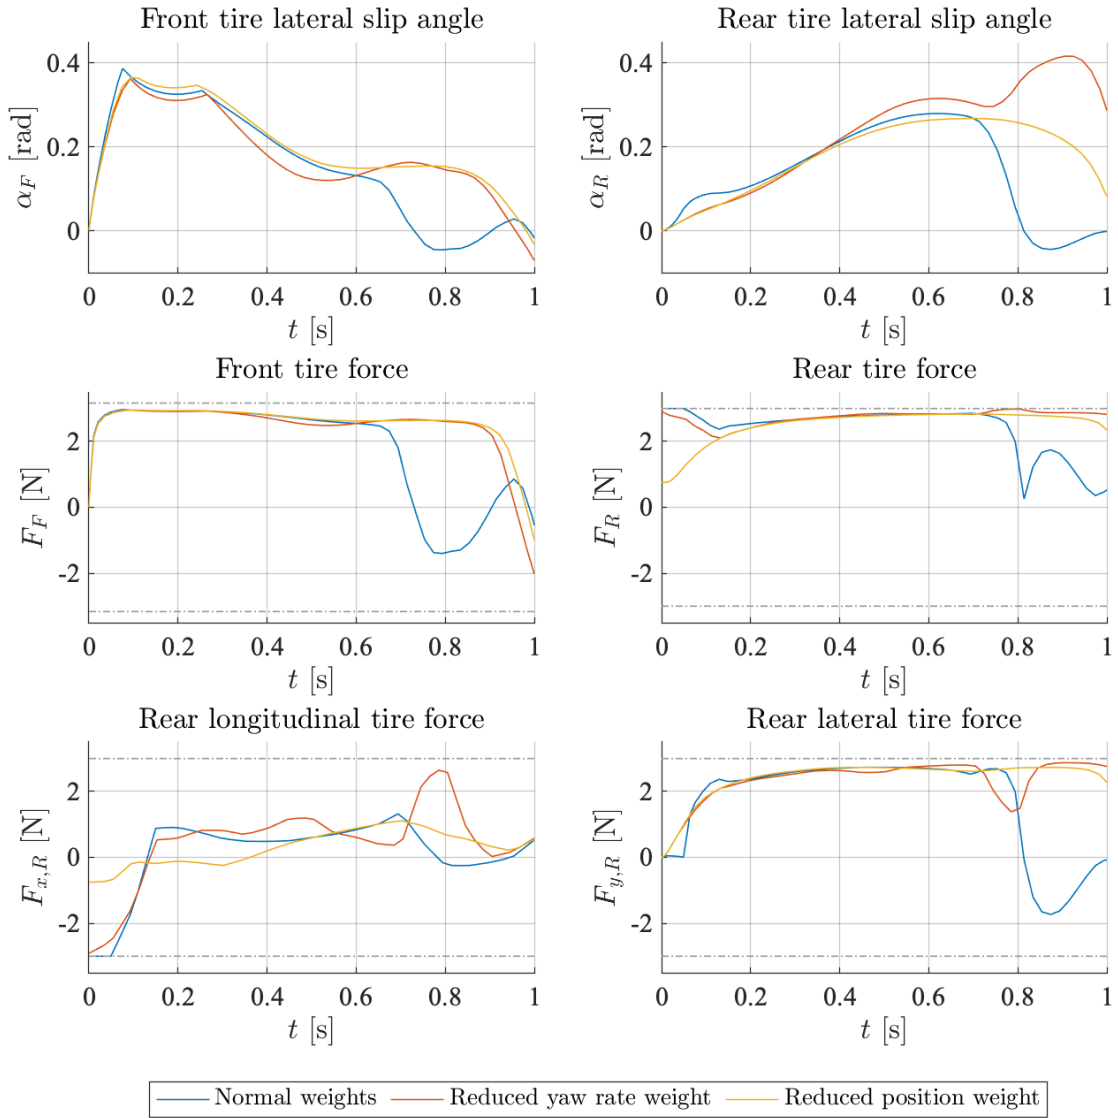 Front tire lateral slip angle
0.4
0.2
0
α_F [rad]
0 0.2 0.4 0.6 0.8 1
t [s]
Rear tire lateral slip angle
0.4
0.2
0
α_R [rad]
0 0.2 0.4 0.6 0.8 1
t [s]
Front tire force
2
0
-2
F_F [N]
0 0.2 0.4 0.6 0.8 1
t [s]
Rear tire force
2
0
-2
F_R [N]
0 0.2 0.4 0.6 0.8 1
t [s]
Rear longitudinal tire force
2
0
-2
F_{x,R} [N]
0 0.2 0.4 0.6 0.8 1
t [s]
Rear lateral tire force
2
0
-2
F_{y,R} [N]
0 0.2 0.4 0.6 0.8 1
t [s]
Normal weights Reduced yaw rate weight Reduced position weight